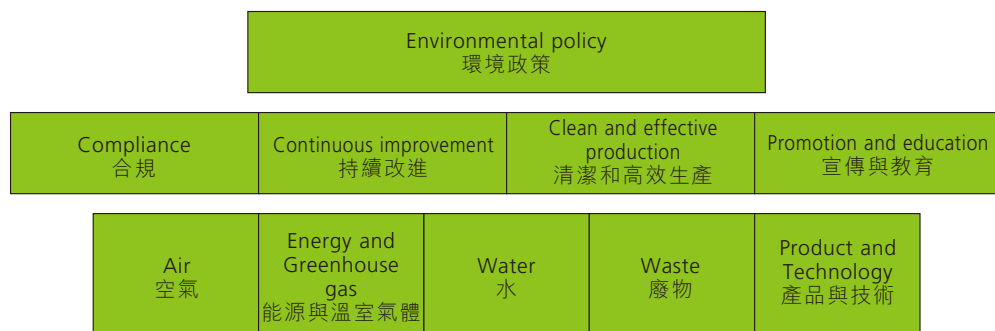 Environmental policy
環境政策
Compliance
合規
Continuous improvement
持續改進
Clean and effective
production
清潔和高效生產
Promotion and education
宣傳與教育
Air
空氣
Energy and
Greenhouse
gas
能源與溫室氣體
Water
水
Waste
廢物
Product and
Technology
產品與技術